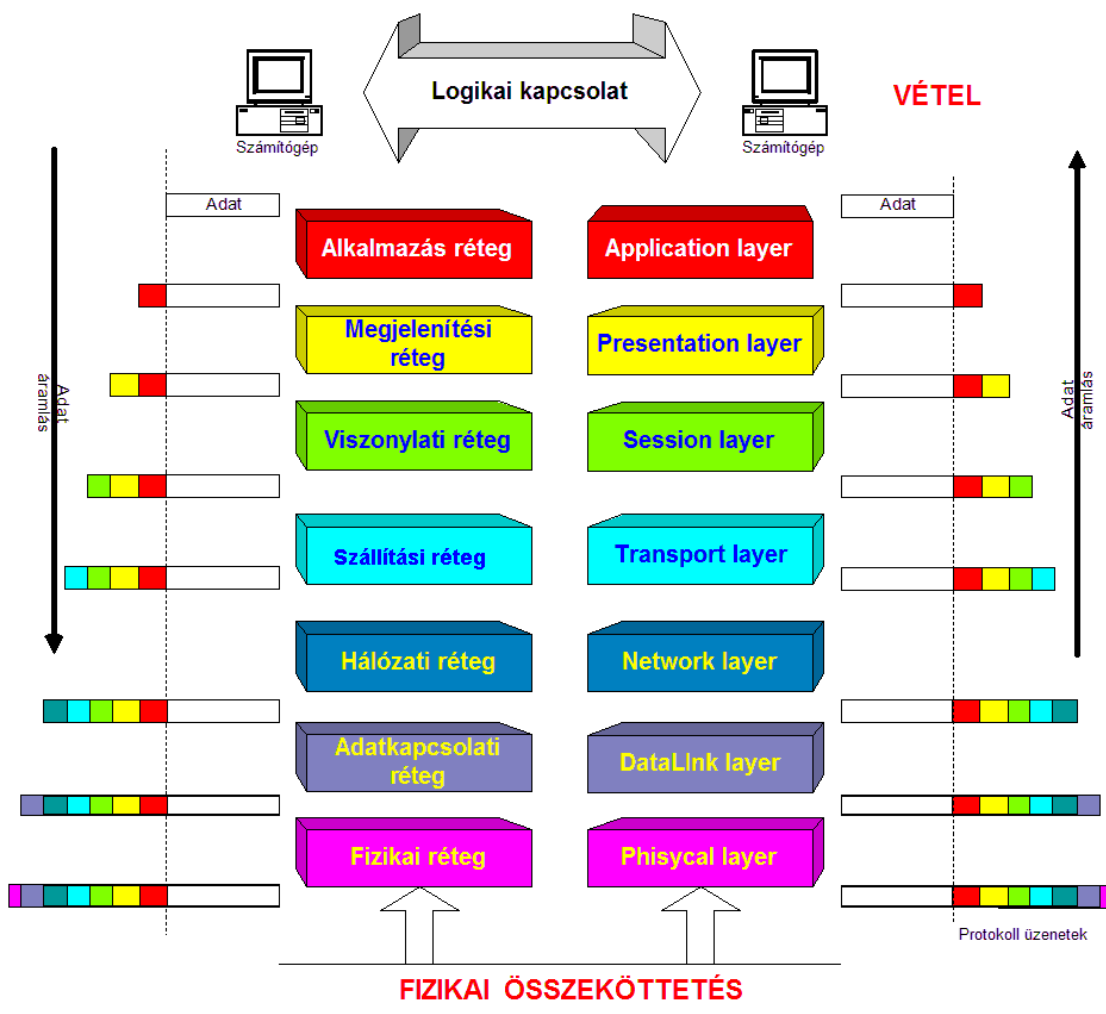 Logikai kapcsolat
VÉTEL
Számítógép
Számítógép
Adat
Adat
Alkalmazás réteg
Application layer
Megjelenítési
réteg
Presentation layer
Adat
áramlás
Adat
áramlás
Viszonylati réteg
Session layer
Szállítási réteg
Transport layer
Hálózati réteg
Network layer
Adatkapcsolati
réteg
DataLInk layer
Fizikai réteg
Phisycal layer
Protokoll üzenetek
FIZIKAI ÖSSZEKÖTTETÉS